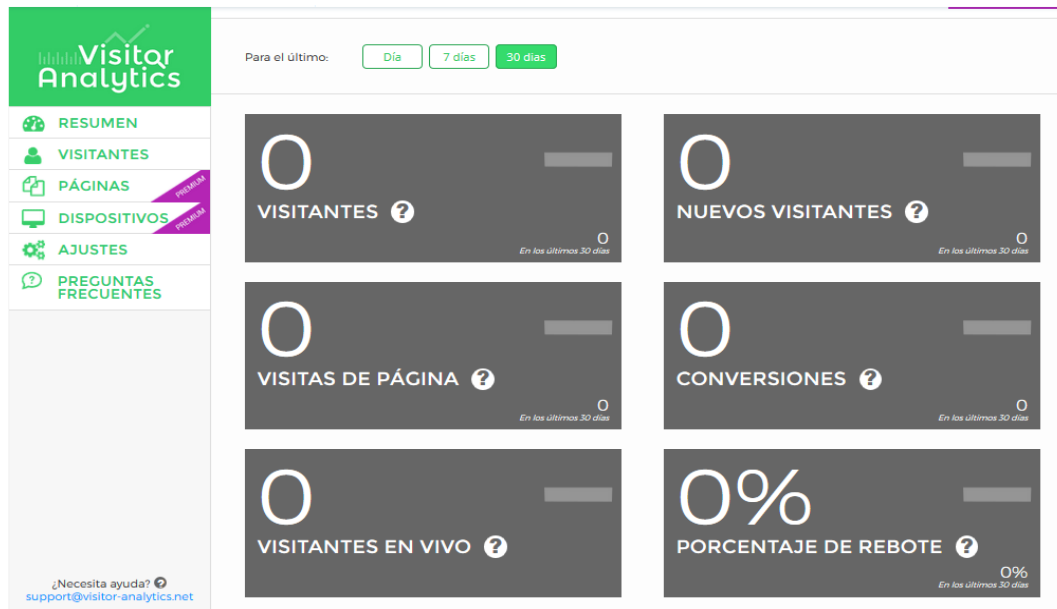 Visitor
Analytics
Para el último:
Día
7 días
30 dias
RESUMEN
VISITANTES
PÁGINAS
PREMIUM
DISPOSITIVOS
PREMIUM
AJUSTES
PREGUNTAS
FRECUENTES
¿Necesita ayuda?
support@visitor-analytics.net
0
VISITANTES ?
0
En los últimos 30 días
0
NUEVOS VISITANTES ?
0
En los últimos 30 días
0
VISITAS DE PÁGINA ?
0
En los últimos 30 días
0
CONVERSIONES ?
0
En los últimos 30 días
0
VISITANTES EN VIVO ?
0%
PORCENTAJE DE REBOTE ?
0%
En los últimos 30 días